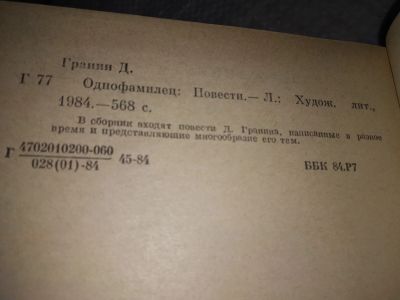 Гранин Д.
Г 77 Однофамилец: Повести.— Л.: Худож. лит.,
1984.—568 с.
В сборник входят повести Д. Гранина, написанные в разное
время и представляющие многообразие его тем.
Г 4702010200-060 45-84 ББК 84.Р7
028(01)-84